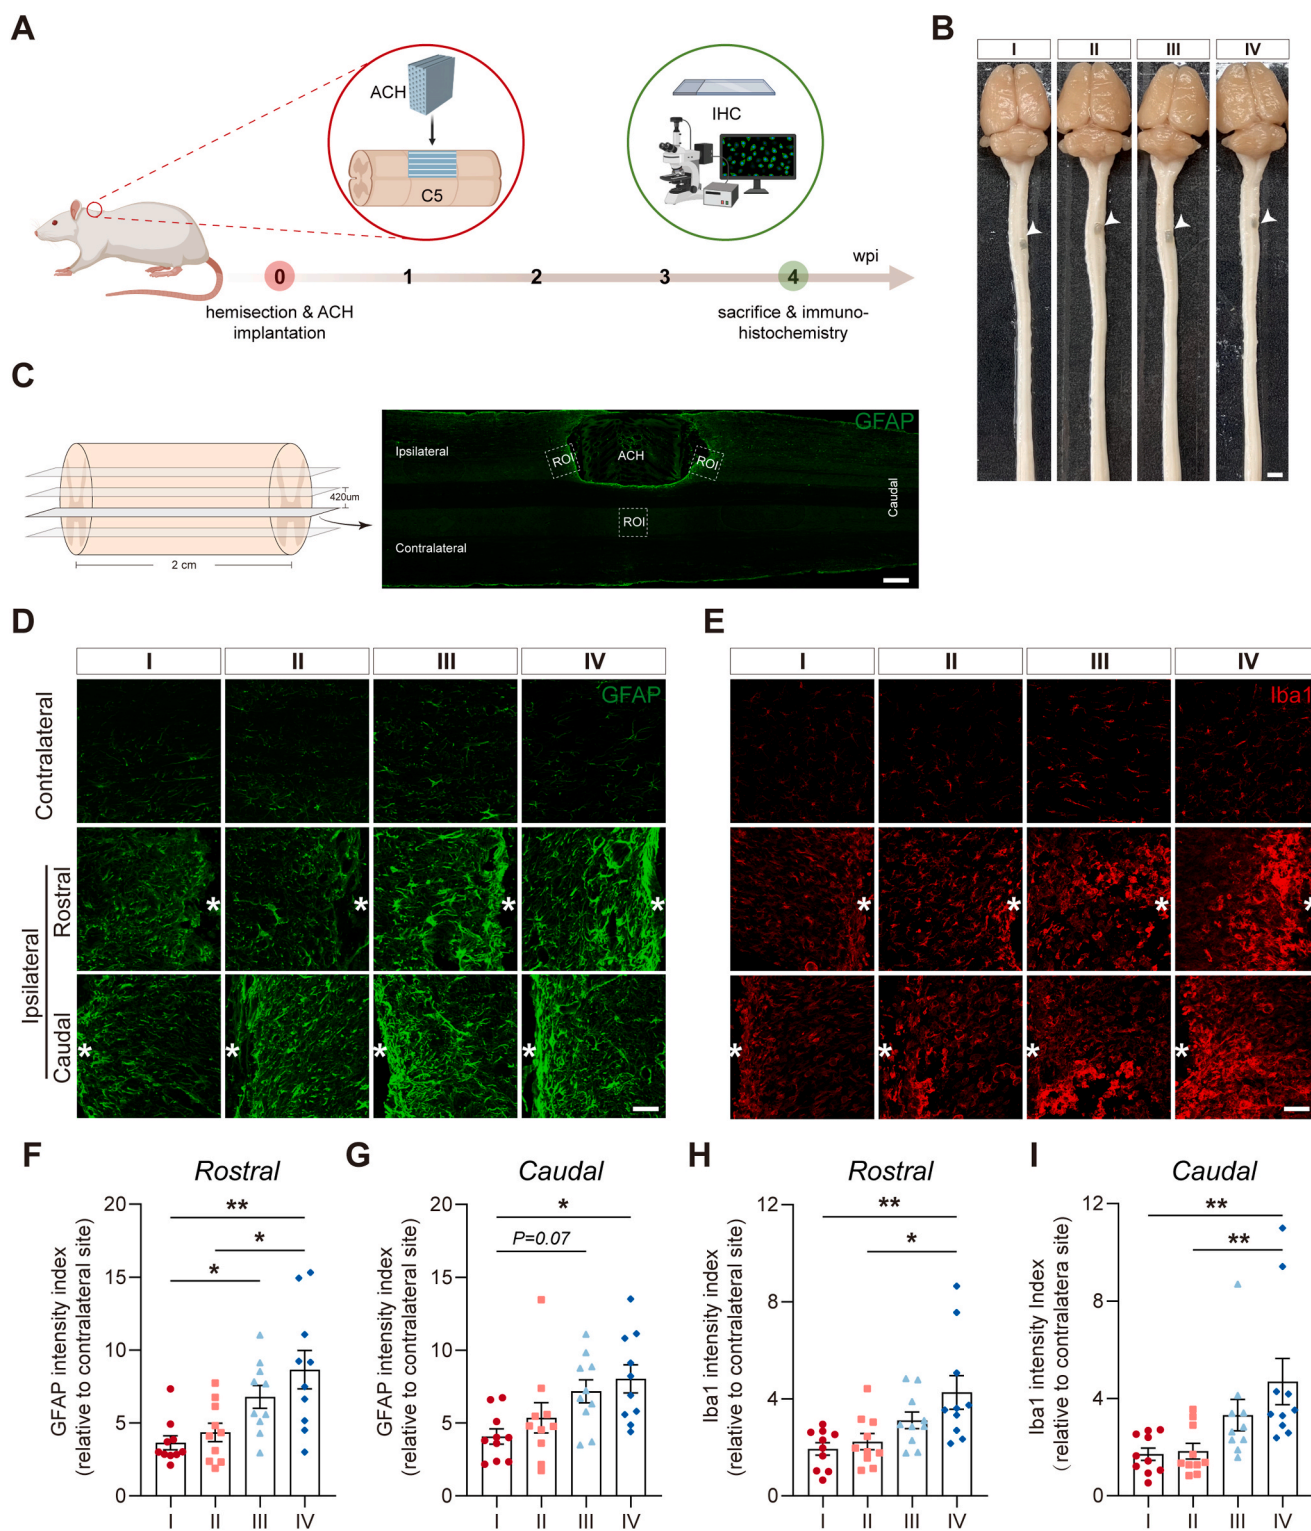 A
ACH
C5
IHC
wpi
0
1
2
3
4
hemisection & ACH
implantation
sacrifice & immuno-
histochemistry
B
I
II
III
IV
C
420um
2 cm
GFAP
Ipsilateral
ROI
ACH
ROI
Caudal
ROI
Contralateral
D
I
II
III
IV
GFAP
Contralateral
Ipsilateral
Rostral
Caudal
*
*
*
*
*
*
*
*
E
I
II
III
IV
Iba1
*
*
*
*
*
*
*
*
F
Rostral
GFAP intensity index
(relative to contralateral site)
20
15
10
5
0
**
*
*
I
II
III
IV
G
Caudal
GFAP intensity index
(relative to contralateral site)
20
15
10
5
0
*
P=0.07
I
II
III
IV
H
Rostral
Iba1 intensity index
(relative to contralateral site)
12
8
4
0
**
*
I
II
III
IV
I
Caudal
Iba1 intensity Index
(relative to contralatera site)
12
8
4
0
**
**
I
II
III
IV